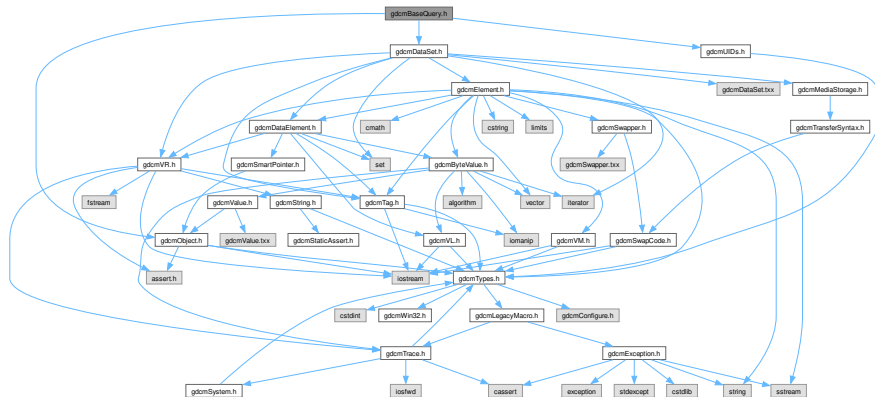 gdcmBaseQuery.h
gdcmDataSet.h
gdcmUIDs.h
gdcmElement.h
gdcmDataSet.txx
gdcmMediaStorage.h
gdcmDataElement.h
cmath
cstring
limits
gdcmSwapper.h
gdcmTransferSyntax.h
gdcmVR.h
gdcmSmartPointer.h
set
gdcmByteValue.h
gdcmSwapper.txx
fstream
gdcmValue.h
gdcmString.h
gdcmTag.h
algorithm
vector
iterator
gdcmObject.h
gdcmValue.txx
gdcmStaticAssert.h
gdcmVL.h
iomanip
gdcmVM.h
gdcmSwapCode.h
assert.h
iostream
gdcmTypes.h
cstdint
gdcmWin32.h
gdcmLegacyMacro.h
gdcmConfigure.h
gdcmTrace.h
gdcmException.h
gdcmSystem.h
iosfwd
cassert
exception
stdexcept
cstdlib
string
sstream